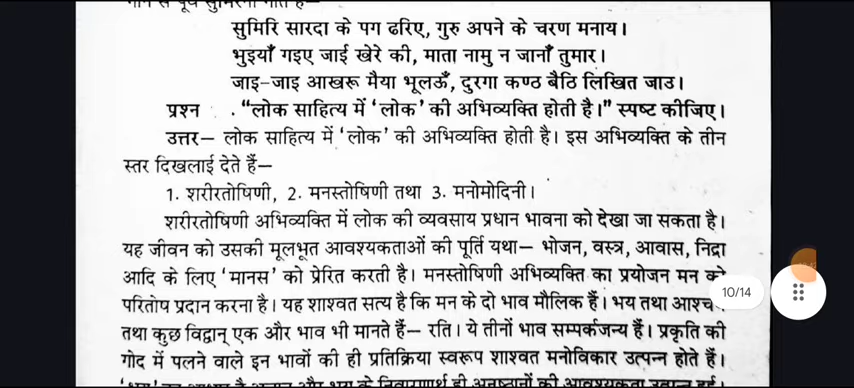 सुमिरि सारदा के पग ढरिए, गुरु अपने के चरण मनाय।
भुइयाँ गइए जाई खेरे की, माता नामु न जानाँ तुमार।
जाइ-जाइ आखरू मैया भूलऊँ, दुरगा कण्ठ बैठि लिखित जाउ।
प्रश्न . “लोक साहित्य में ‘लोक’ की अभिव्यक्ति होती है।” स्पष्ट कीजिए।
उत्तर— लोक साहित्य में ‘लोक’ की अभिव्यक्ति होती है। इस अभिव्यक्ति के तीन
स्तर दिखलाई देते हैं—
1. शरीरतोषिणी, 2. मनस्तोषिणी तथा 3. मनोमोदिनी।
शरीरतोषिणी अभिव्यक्ति में लोक की व्यवसाय प्रधान भावना को देखा जा सकता है।
यह जीवन को उसकी मूलभूत आवश्यकताओं की पूर्ति यथा— भोजन, वस्त्र, आवास, निद्रा
आदि के लिए ‘मानस’ को प्रेरित करती है। मनस्तोषिणी अभिव्यक्ति का प्रयोजन मन को
परितोष प्रदान करना है। यह शाश्वत सत्य है कि मन के दो भाव मौलिक हैं। भय तथा
तथा कुछ विद्वान् एक और भाव भी मानते हैं— रति। ये तीनों भाव सम्पर्कजन्य हैं। प्रकृति की
गोद में पलने वाले इन भावों की ही प्रतिक्रिया स्वरूप शाश्वत मनोविकार उत्पन्न होते हैं।
10/14